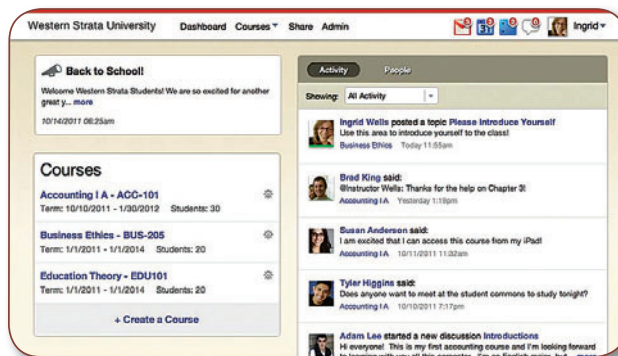 Western Strata University Dashboard Courses Share Admin Ingrid
Back to School!
Welcome Western Strata Students! We are so excited for another
great y... more
10/14/2011 06:25am
Courses
Accounting I A - ACC-101
Term: 10/10/2011 - 1/30/2012 Students: 30
Business Ethics - BUS-205
Term: 1/1/2011 - 1/1/2014 Students: 20
Education Theory - EDU101
Term: 1/1/2011 - 1/1/2014 Students: 20
+ Create a Course
Activity People
Showing: All Activity
Ingrid Wells posted a topic Please Introduce Yourself
Use this area to introduce yourself to the class!
Business Ethics Today 11:55am
Brad King said:
@Instructor Wells: Thanks for the help on Chapter 3!
Accounting I A Yesterday 1:19pm
Susan Anderson said:
I am excited that I can access this course from my iPad!
Accounting I A 10/11/2011 11:32am
Tyler Higgins said:
Does anyone want to meet at the student commons to study tonight?
Accounting I A 10/10/2011 7:17pm
Adam Lee started a new discussion Introductions
Hi everyone! This is my first accounting course and I'm looking forward